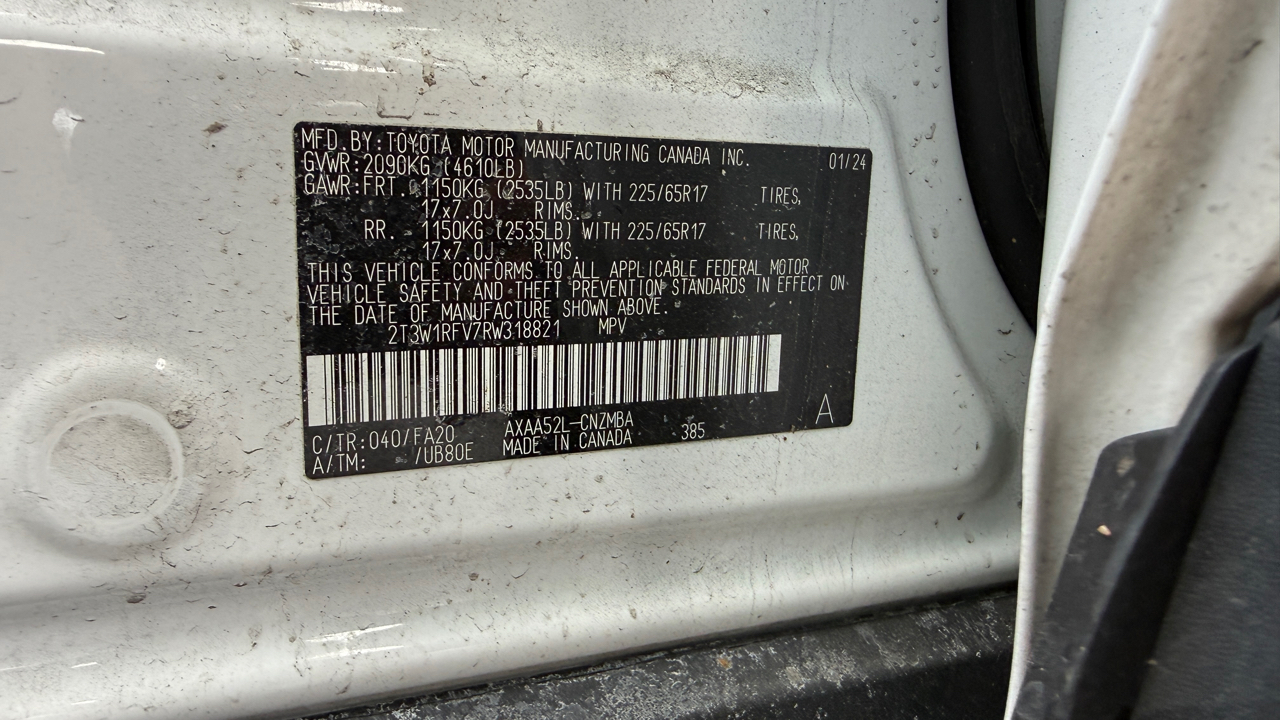 MFD.BY:TOYOTA MOTOR MANUFACTURING CANADA INC. 01/24
GVWR:2090KG (4610LB)
GAWR:FRT. 1150KG (2535LB) WITH 225/65R17 TIRES,
17x7.0J RIMS.
RR. 1150KG (2535LB) WITH 225/65R17 TIRES,
17x7.0J RIMS.
THIS VEHICLE CONFORMS TO ALL APPLICABLE FEDERAL MOTOR
VEHICLE SAFETY AND THEFT PREVENTION STANDARDS IN EFFECT ON
THE DATE OF MANUFACTURE SHOWN ABOVE.
2T3W1RFV7RW318821 MPV
C/TR:040/FA20 AXAA52L-CNZMBA 385 A
A/TM: /UB80E MADE IN CANADA